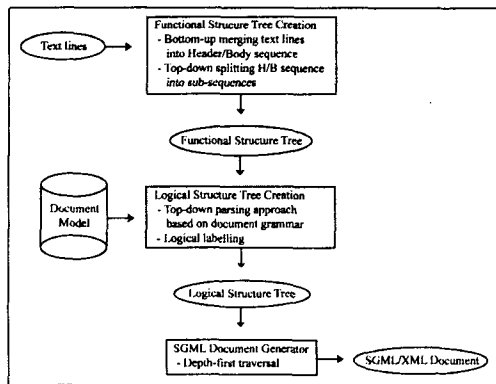 Functional Strucure Tree Creation
Text lines
- Bottom-up merging text lines
into Header/Body sequence
- Top-down splitting H/B sequence
into sub-sequences
Functional Structure Tree
Document
Model
Logical Structure Tree Creation
- Top-down parsing approach
based on document grammar
- Logical labelling
Logical Structure Tree
SGML Document Generator
- Depth-first traversal
SGML/XML Document